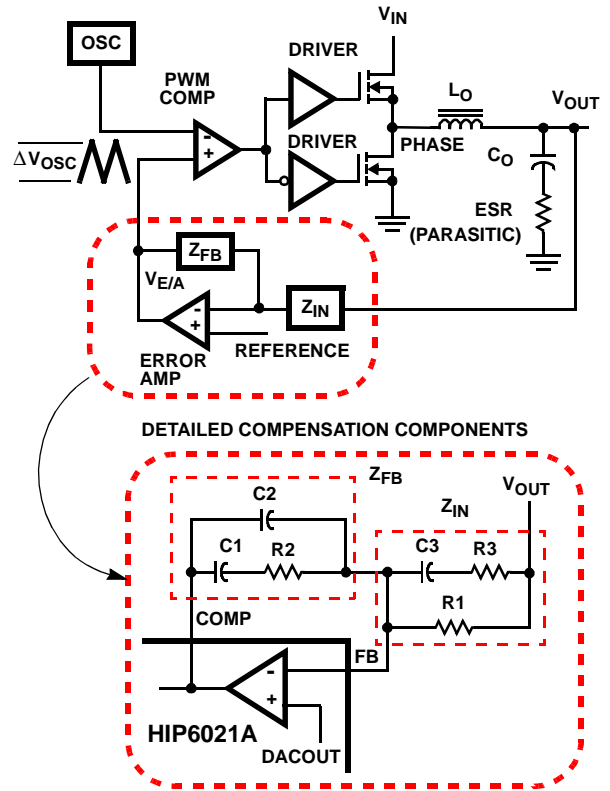 V_IN
OSC
DRIVER
PWM
COMP
L_O
V_OUT
-
+
DRIVER
ΔV_OSC
PHASE
C_O
ESR
(PARASITIC)
Z_FB
V_E/A
-
+
Z_IN
REFERENCE
ERROR
AMP
DETAILED COMPENSATION COMPONENTS
Z_FB
V_OUT
C2
Z_IN
C1
R2
C3
R3
R1
COMP
FB
-
+
HIP6021A
DACOUT